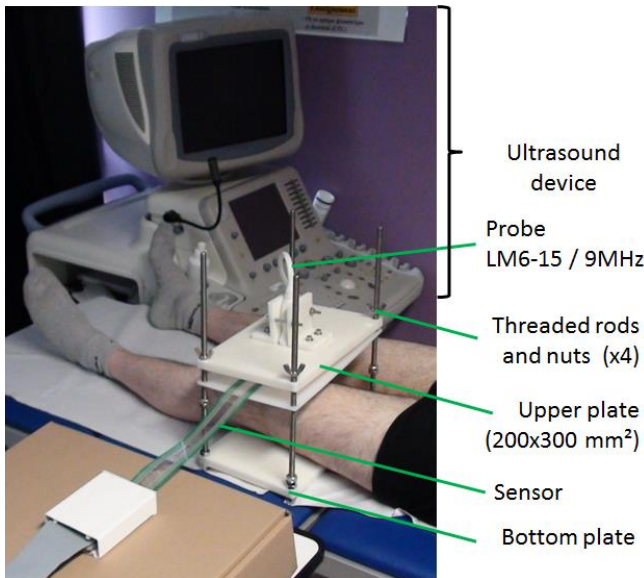 Ultrasound
device
Probe
LM6-15 / 9MHz
Threaded rods
and nuts (x4)
Upper plate
(200x300 mm²)
Sensor
Bottom plate